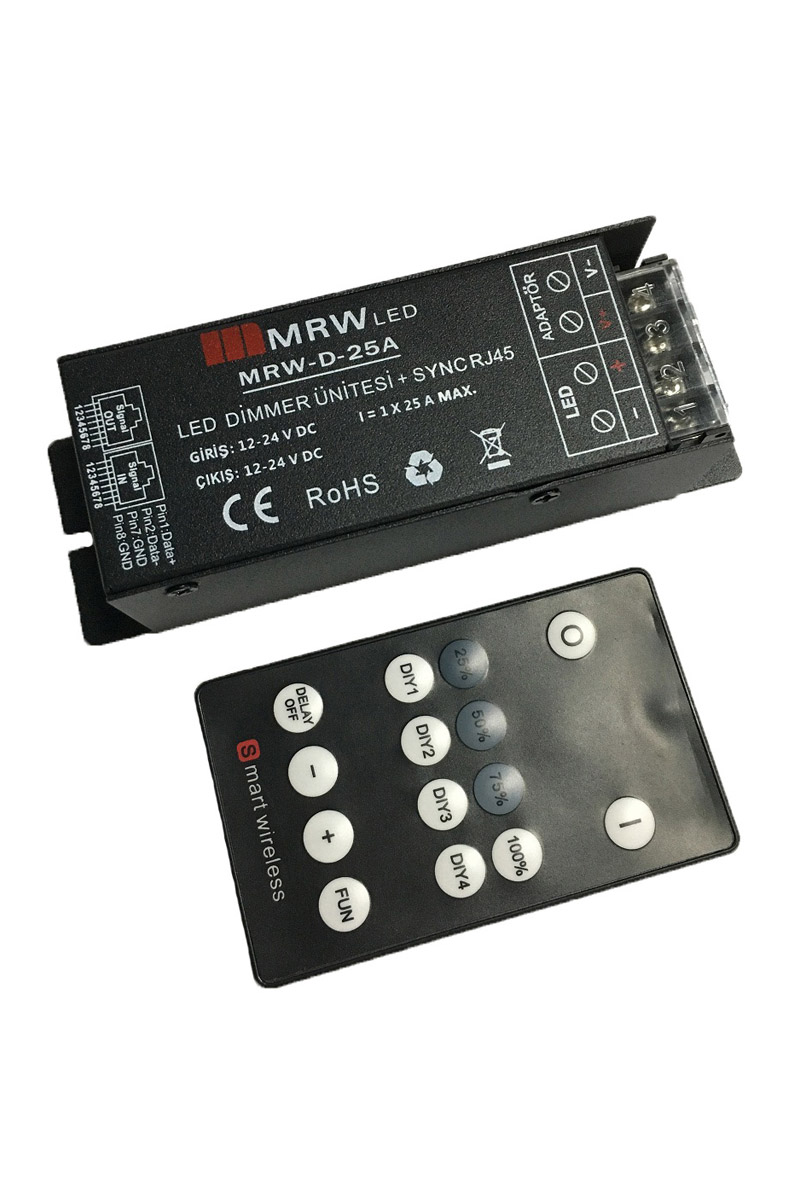 MRW LED
MRW-D-25A
LED DİMMER ÜNİTESİ + SYNC RJ45
GİRİŞ: 12-24 V DC
I = 1 X 25 A MAX.
ÇIKIŞ: 12-24 V DC
CE RoHS
Signal
OUT
12345678
Signal
IN
12345678
Pin1:Data+
Pin2:Data-
Pin7:GND
Pin8:GND
ADAPTÖR
V-
V+
LED
+
-
4
3
2
1
O
I
25%
50%
75%
100%
DIY1
DIY2
DIY3
DIY4
DELAY
OFF
-
+
FUN
Smart wireless